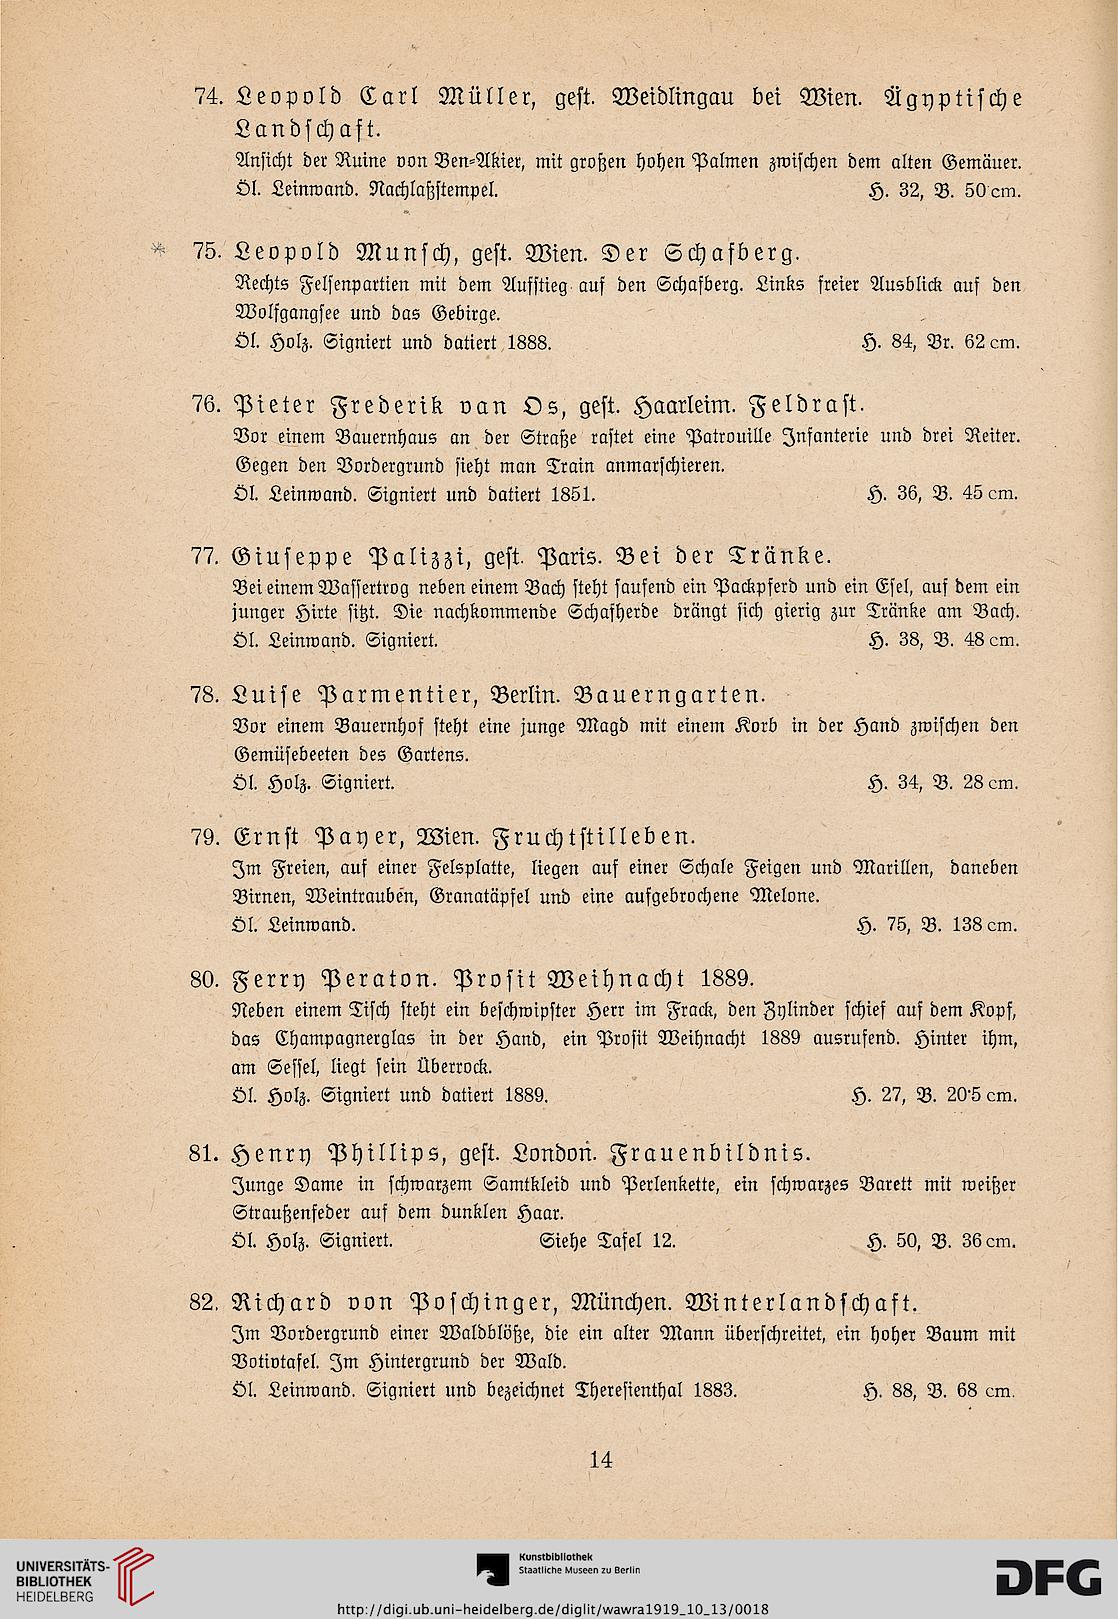 74. Leopold Carl Müller, gest. Weidlingau bei Wien. Ägyptische
Landschaft.
Ansicht der Ruine von Ben-Akier, mit großen hohen Palmen zwischen dem alten Gemäuer.
Öl. Leinwand. Nachlaßstempel. H. 32, B. 50 cm.
75. Leopold Munsch, gest. Wien. Der Schafberg.
Rechts Felsenpartien mit dem Aufstieg auf den Schafberg. Links freier Ausblick auf den
Wolfgangsee und das Gebirge.
Öl. Holz. Signiert und datiert 1888. H. 84, Br. 62 cm.
76. Pieter Frederik van Os, gest. Haarleim. Feldrast.
Vor einem Bauernhaus an der Straße rastet eine Patrouille Infanterie und drei Reiter.
Gegen den Vordergrund sieht man Train anmarschieren.
Öl. Leinwand. Signiert und datiert 1851. H. 36, B. 45 cm.
77. Giuseppe Palizzi, gest. Paris. Bei der Tränke.
Bei einem Wassertrog neben einem Bach steht saufend ein Packpferd und ein Esel, auf dem ein
junger Hirte sitzt. Die nachkommende Schafherde drängt sich gierig zur Tränke am Bach.
Öl. Leinwand. Signiert. H. 38, B. 48 cm.
78. Luise Parmentier, Berlin. Bauerngarten.
Vor einem Bauernhof steht eine junge Magd mit einem Korb in der Hand zwischen den
Gemüsebeeten des Gartens.
Öl. Holz. Signiert. H. 34, B. 28 cm.
79. Ernst Payer, Wien. Fruchtstilleben.
Im Freien, auf einer Felsplatte, liegen auf einer Schale Feigen und Marillen, daneben
Birnen, Weintrauben, Granatäpfel und eine aufgebrochene Melone.
Öl. Leinwand. H. 75, B. 138 cm.
80. Ferry Peraton. Prosit Weihnacht 1889.
Neben einem Tisch steht ein beschwipster Herr im Frack, den Zylinder schief auf dem Kopf,
das Champagnerglas in der Hand, ein Prosit Weihnacht 1889 ausrufend. Hinter ihm,
am Sessel, liegt sein Überrock.
Öl. Holz. Signiert und datiert 1889. H. 27, B. 20·5 cm.
81. Henry Phillips, gest. London. Frauenbildnis.
Junge Dame in schwarzem Samtkleid und Perlenkette, ein schwarzes Barett mit weißer
Straußenfeder auf dem dunklen Haar.
Öl. Holz. Signiert. Siehe Tafel 12. H. 50, B. 36 cm.
82. Richard von Poschinger, München. Winterlandschaft.
Im Vordergrund einer Waldblöße, die ein alter Mann überschreitet, ein hoher Baum mit
Votivtafel. Im Hintergrund der Wald.
Öl. Leinwand. Signiert und bezeichnet Theresienthal 1883. H. 88, B. 68 cm.
14
UNIVERSITÄTS-
BIBLIOTHEK
HEIDELBERG
Kunstbibliothek
Staatliche Museen zu Berlin
DFG
http://digi.ub.uni-heidelberg.de/diglit/wawra1919_10_13/0018